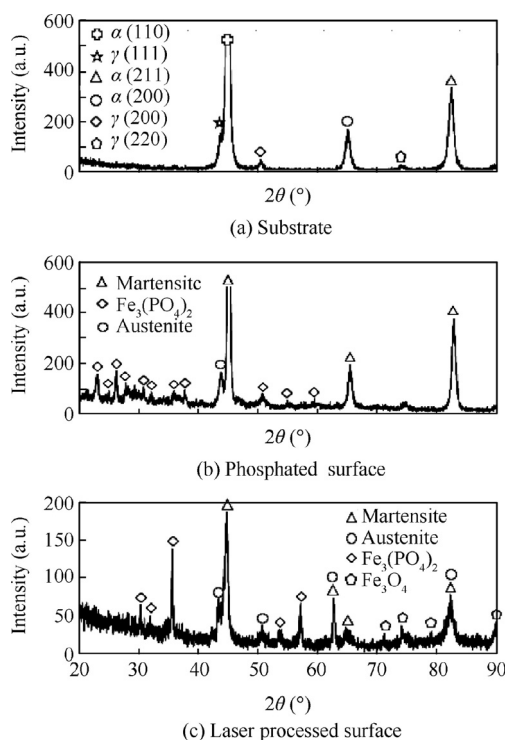 600
400
200
0
Intensity (a.u.)
α (110)
γ (111)
α (211)
α (200)
γ (200)
γ (220)
2θ (°)
(a) Substrate
600
400
200
0
Intensity (a.u.)
Martensitc
Fe₃(PO₄)₂
Austenite
2θ (°)
(b) Phosphated surface
200
150
100
50
0
Intensity (a.u.)
Martensite
Austenite
Fe₃(PO₄)₂
Fe₃O₄
20 30 40 50 60 70 80 90
2θ (°)
(c) Laser processed surface